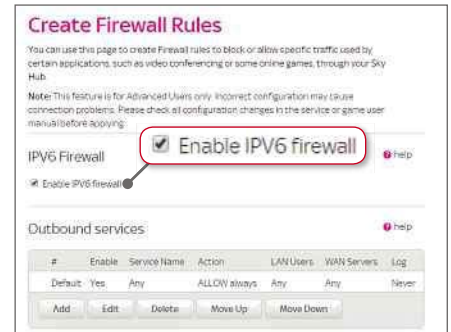 Create Firewall Rules
You can use this page to create Firewall rules to block or allow specific traffic used by
certain applications, such as video conferencing or some online games, through your Sky
Hub.
Note: This feature is for Advanced Users only. Incorrect configuration may cause
connection problems. Please check all configuration changes in the service or game user
manual before applying.
Enable IPV6 firewall
IPV6 Firewall help
Enable IPV6 firewall
Outbound services help
# Enable Service Name Action LAN Users WAN Servers Log
Default Yes Any ALLOW always Any Any Never
Add Edit Delete Move Up Move Down